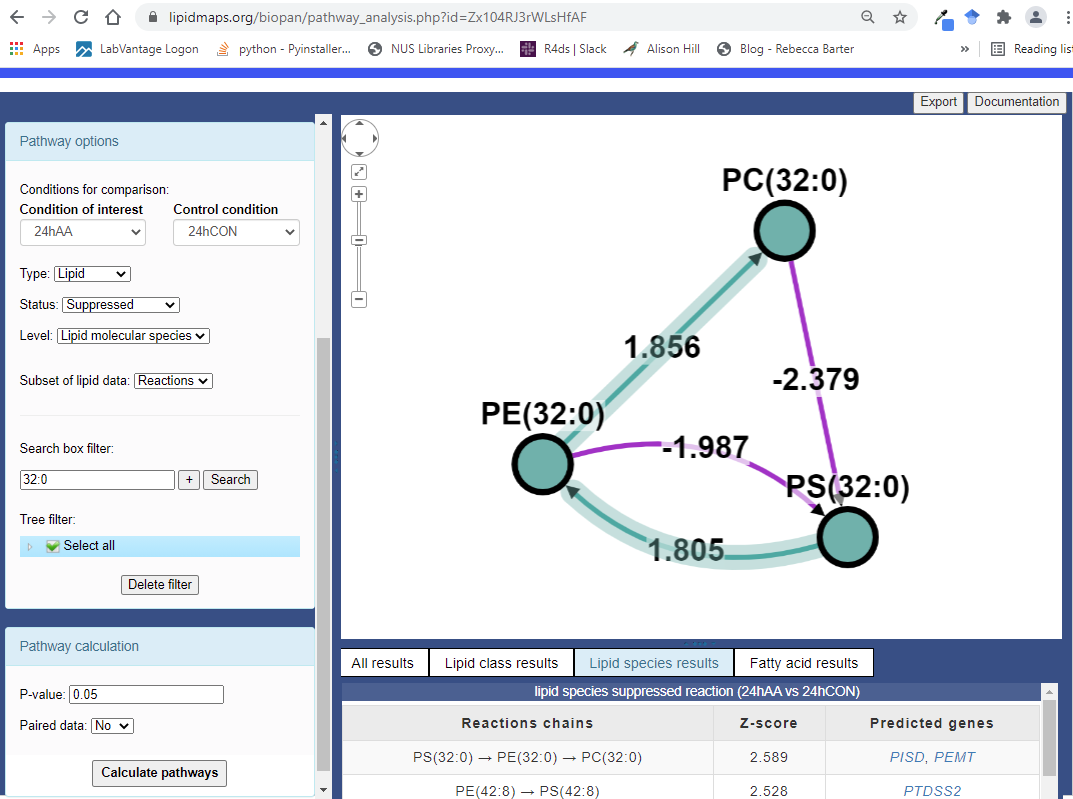 lipidmaps.org/biopan/pathway_analysis.php?id=Zx104RJ3rWLsHfAF
Apps LabVantage Logon python - Pyinstaller... NUS Libraries Proxy... R4ds | Slack Alison Hill Blog - Rebecca Barter » Reading list
Export Documentation
Pathway options
Conditions for comparison:
Condition of interest Control condition
24hAA 24hCON
Type: Lipid
Status: Suppressed
Level: Lipid molecular species
Subset of lipid data: Reactions
Search box filter:
32:0 + Search
Tree filter:
Select all
Delete filter
Pathway calculation
P-value: 0.05
Paired data: No
Calculate pathways
PC(32:0)
1.856
-2.379
PE(32:0)
-1.987
PS(32:0)
1.805
All results Lipid class results Lipid species results Fatty acid results
lipid species suppressed reaction (24hAA vs 24hCON)
Reactions chains Z-score Predicted genes
PS(32:0) → PE(32:0) → PC(32:0) 2.589 PISD, PEMT
PE(42:8) → PS(42:8) 2.528 PTDSS2